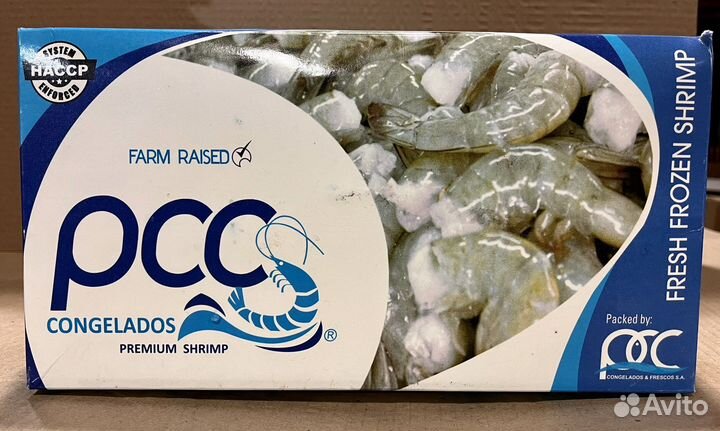 SYSTEM
HACCP
ENFORCED
FARM RAISED
pcc
CONGELADOS
PREMIUM SHRIMP
®
FRESH FROZEN SHRIMP
Packed by:
pcc
CONGELADOS & FRESCOS S.A.
Avito